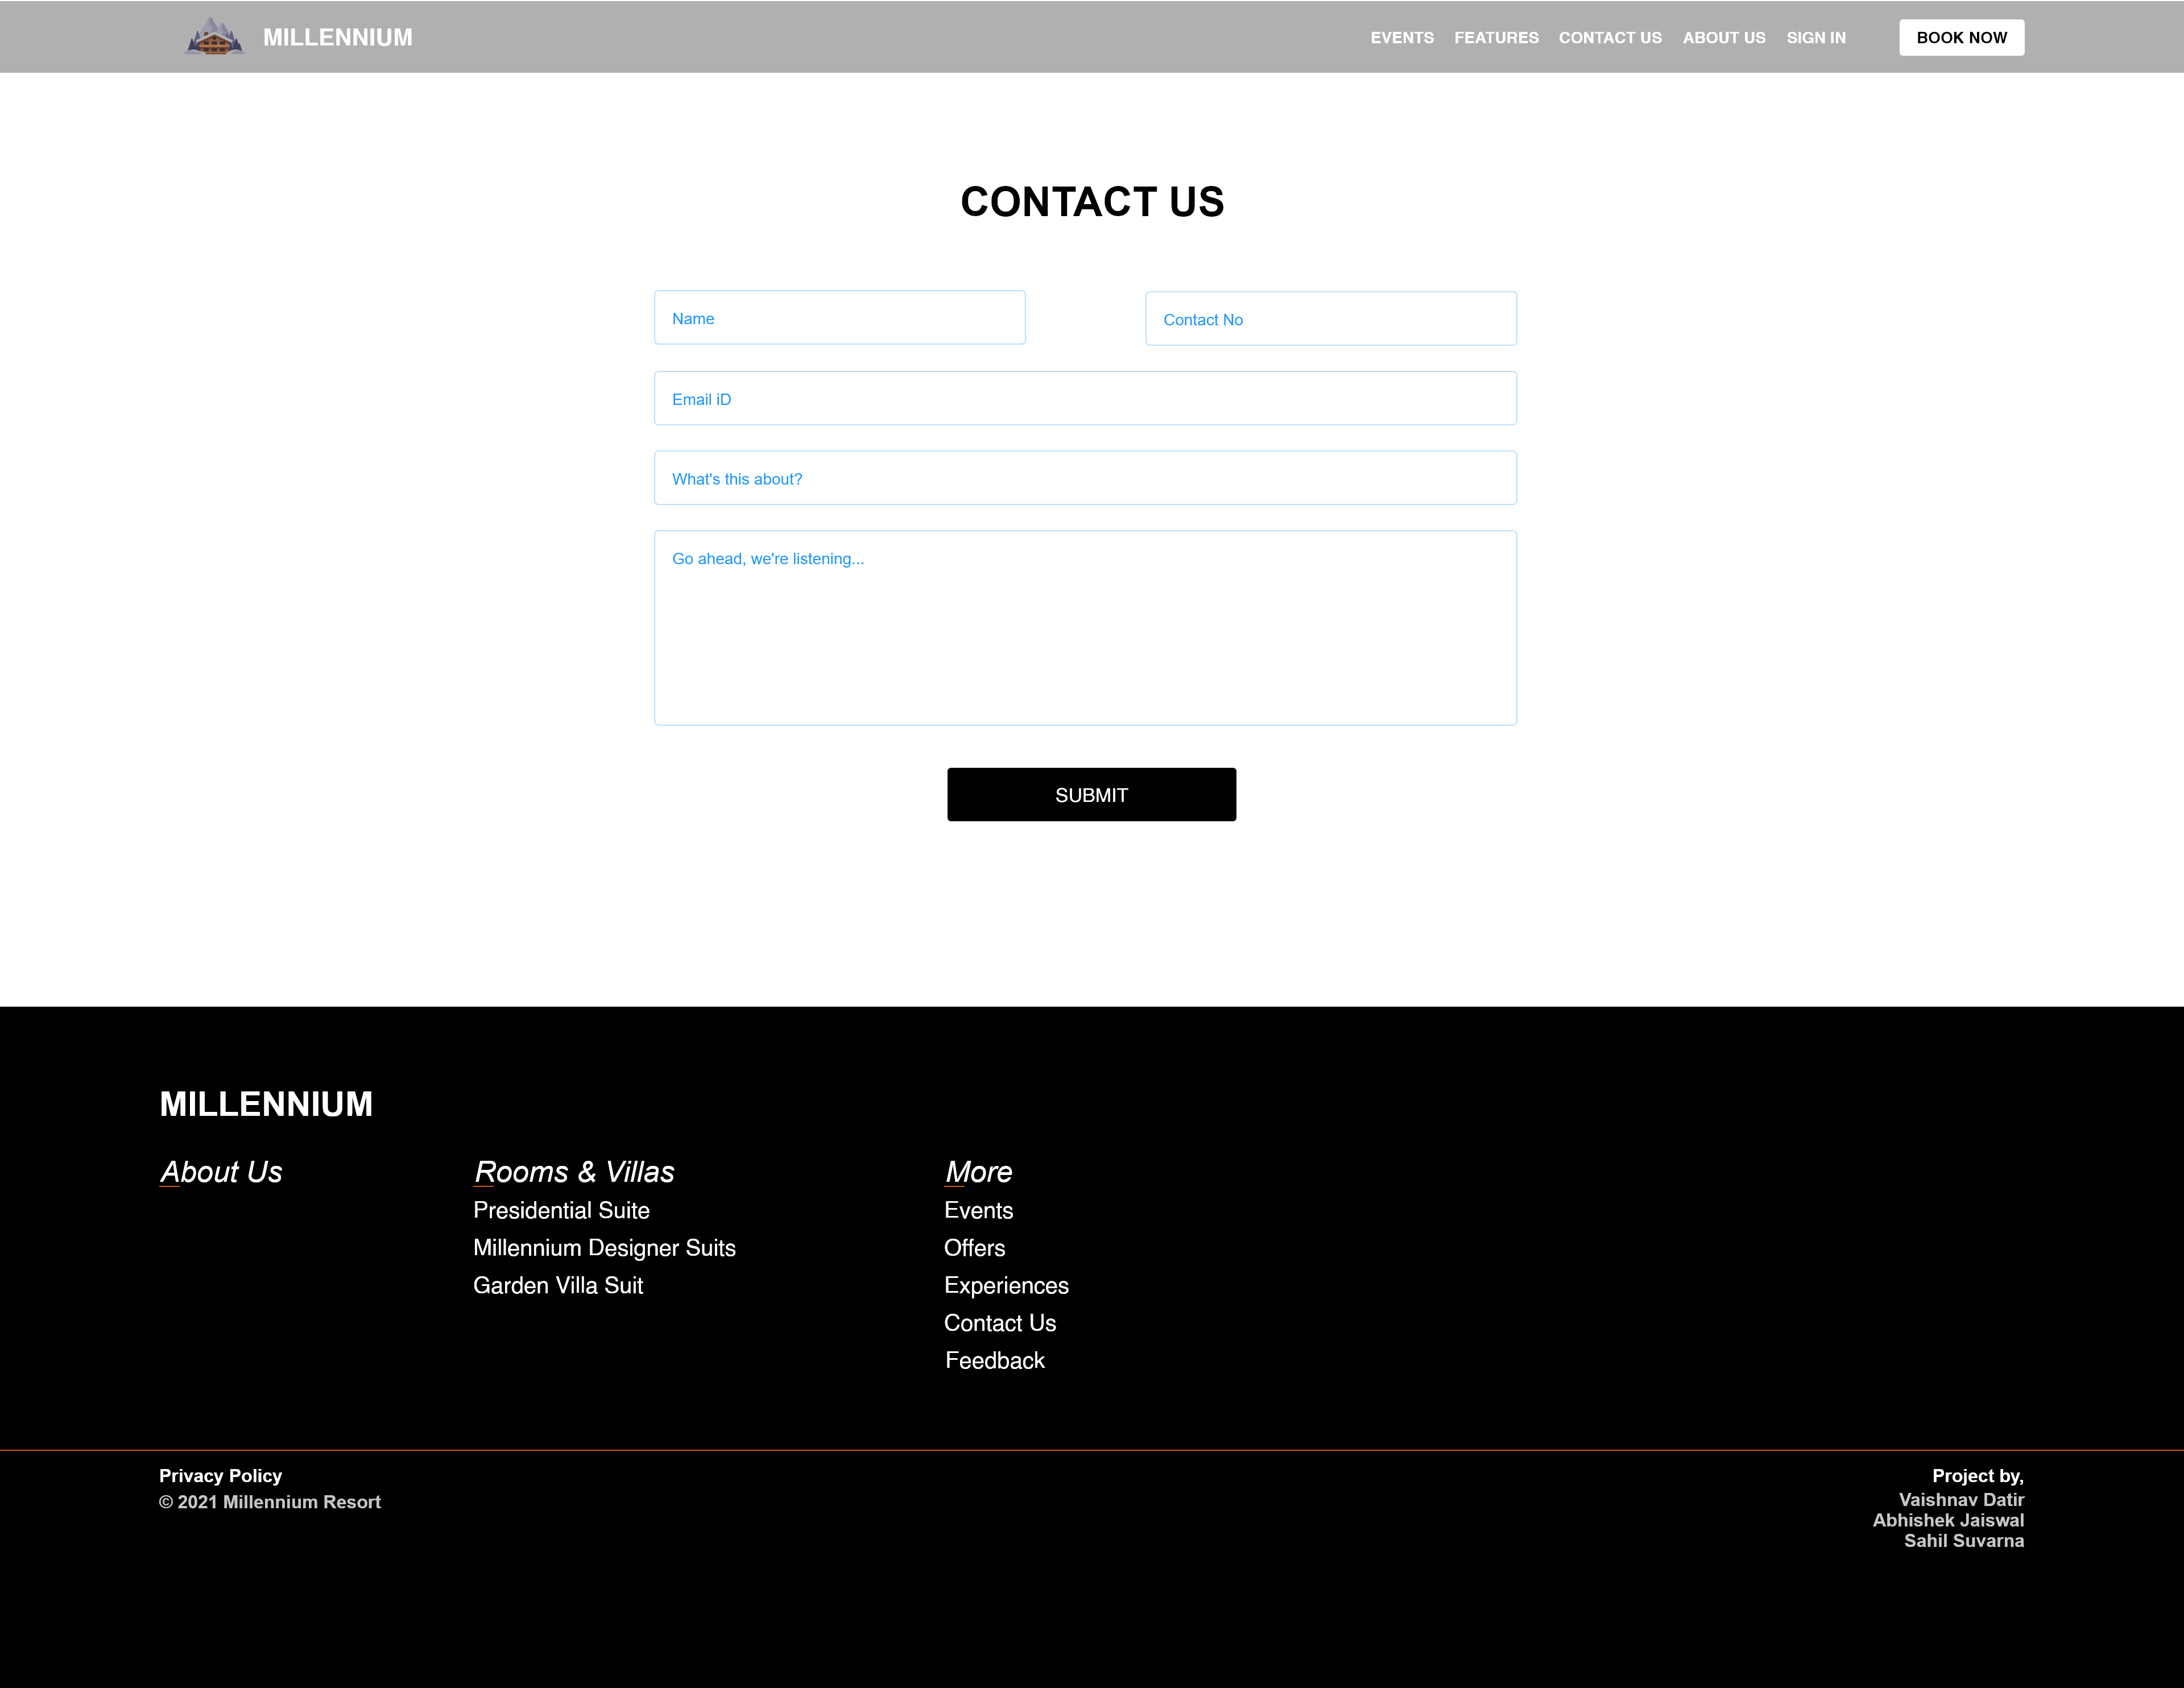 MILLENNIUM
EVENTS FEATURES CONTACT US ABOUT US SIGN IN BOOK NOW
CONTACT US
Name
Contact No
Email iD
What's this about?
Go ahead, we're listening...
SUBMIT
MILLENNIUM
About Us
Rooms & Villas
Presidential Suite
Millennium Designer Suits
Garden Villa Suit
More
Events
Offers
Experiences
Contact Us
Feedback
Privacy Policy
© 2021 Millennium Resort
Project by,
Vaishnav Datir
Abhishek Jaiswal
Sahil Suvarna